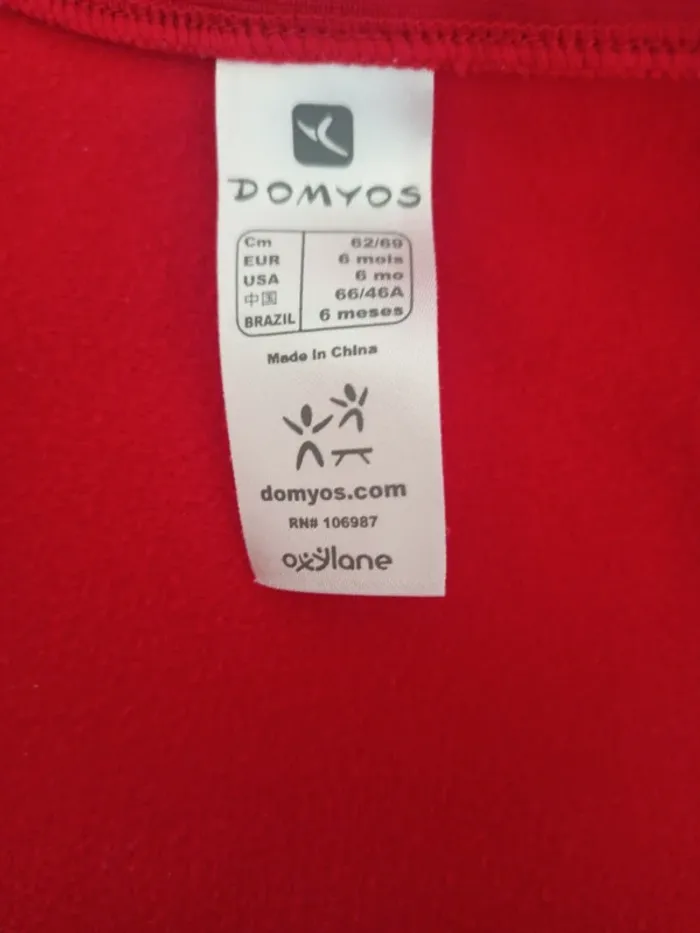 DOMYOS
Cm 62/69
EUR 6 mois
USA 6 mo
中国 66/46A
BRAZIL 6 meses
Made in China
domyos.com
RN# 106987
oxylane